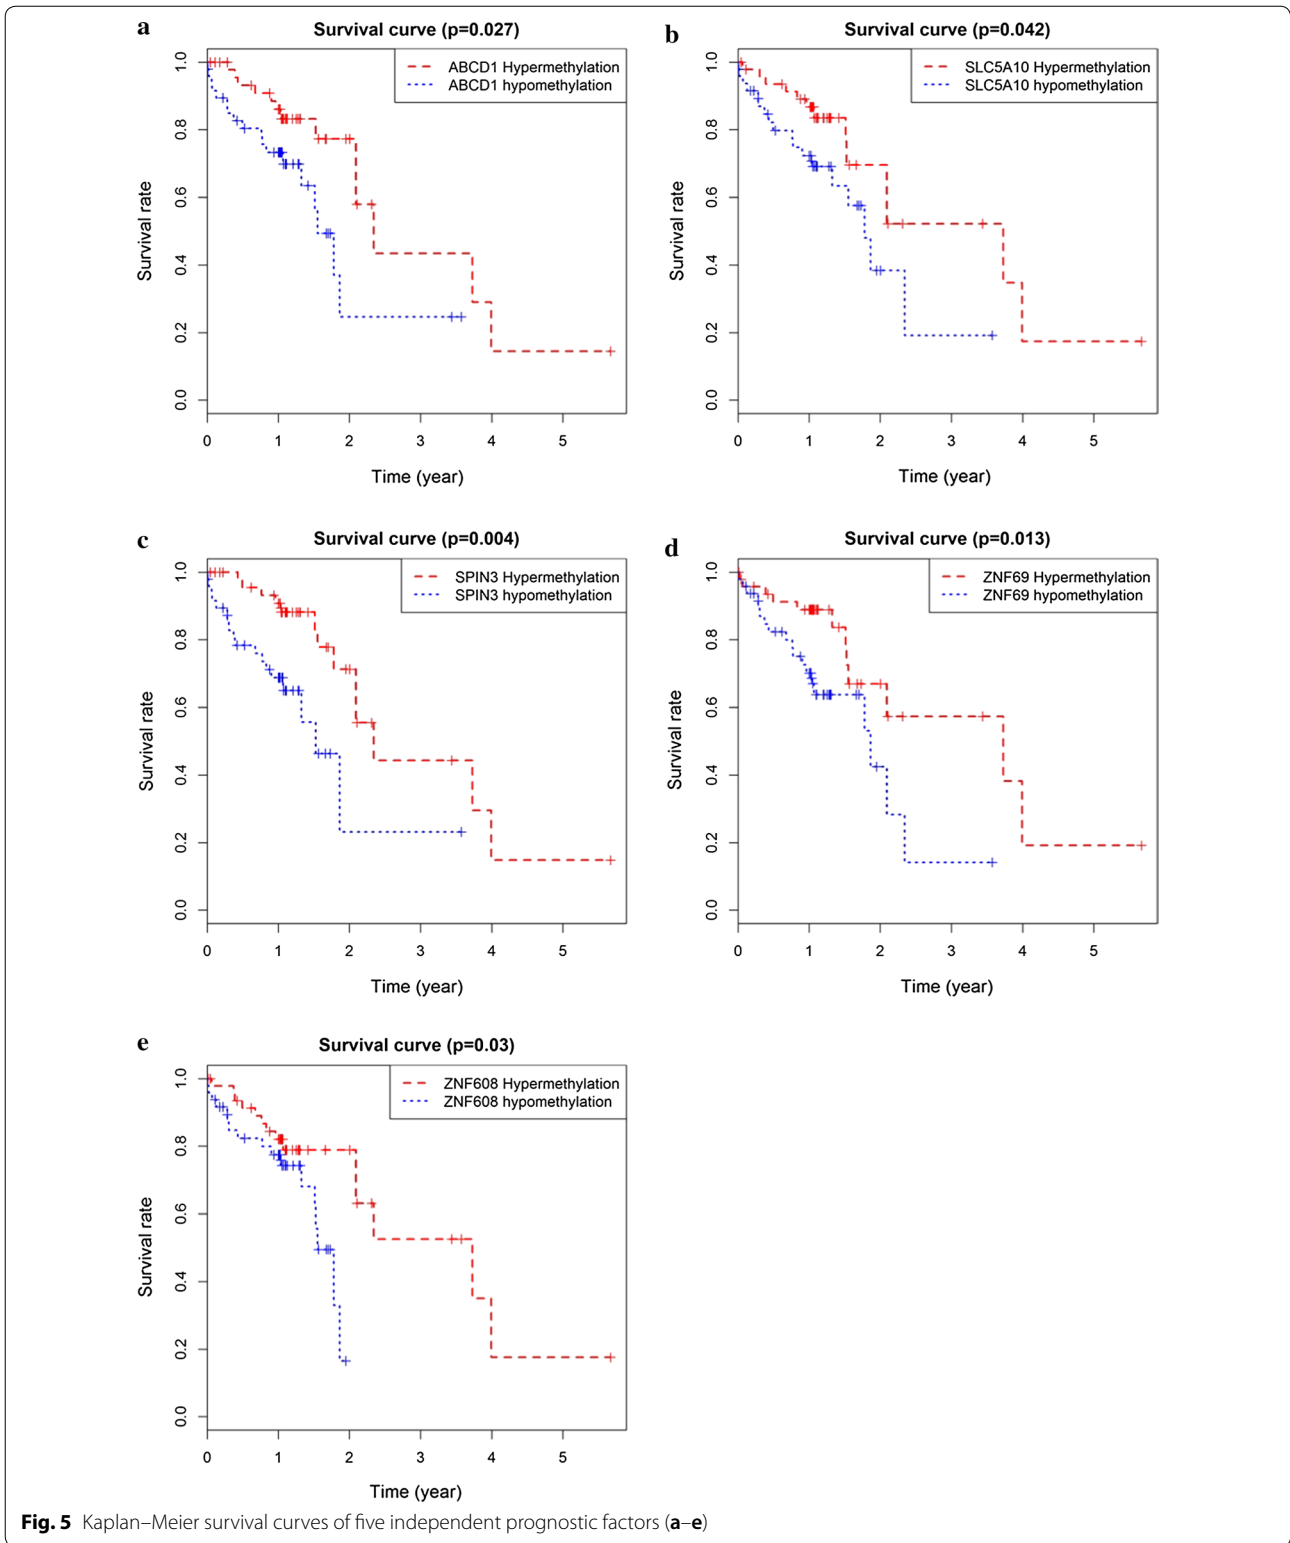 a
Survival curve (p=0.027)
ABCD1 Hypermethylation
ABCD1 hypomethylation
Survival rate
1.0
0.8
0.6
0.4
0.2
0.0
0 1 2 3 4 5
Time (year)
b
Survival curve (p=0.042)
SLC5A10 Hypermethylation
SLC5A10 hypomethylation
Survival rate
1.0
0.8
0.6
0.4
0.2
0.0
0 1 2 3 4 5
Time (year)
c
Survival curve (p=0.004)
SPIN3 Hypermethylation
SPIN3 hypomethylation
Survival rate
1.0
0.8
0.6
0.4
0.2
0.0
0 1 2 3 4 5
Time (year)
d
Survival curve (p=0.013)
ZNF69 Hypermethylation
ZNF69 hypomethylation
Survival rate
1.0
0.8
0.6
0.4
0.2
0.0
0 1 2 3 4 5
Time (year)
e
Survival curve (p=0.03)
ZNF608 Hypermethylation
ZNF608 hypomethylation
Survival rate
1.0
0.8
0.6
0.4
0.2
0.0
0 1 2 3 4 5
Time (year)
Fig. 5 Kaplan–Meier survival curves of five independent prognostic factors (a–e)